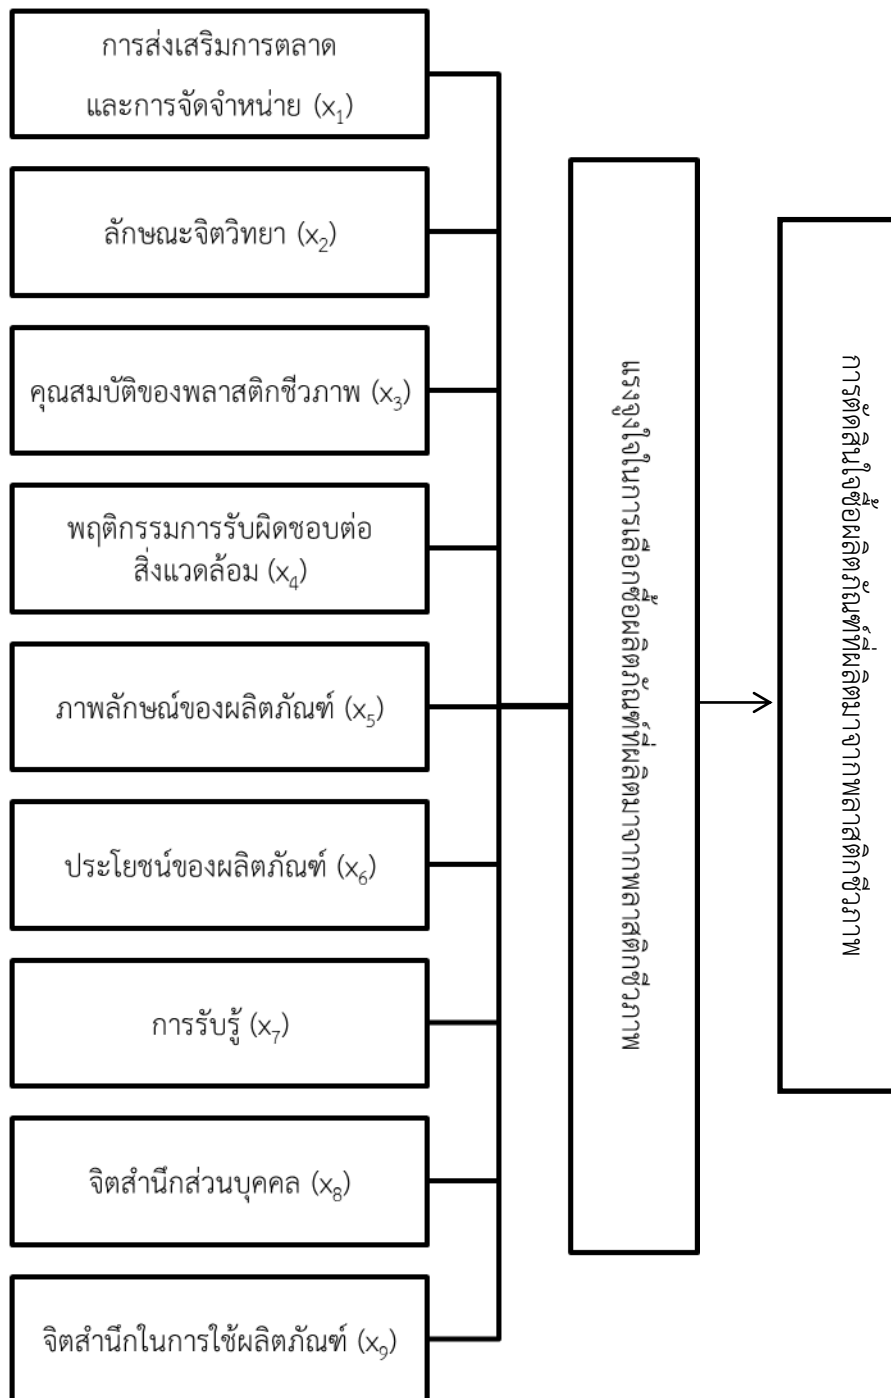 การส่งเสริมการตลาด
และการจัดจำหน่าย (x₁)
ลักษณะจิตวิทยา (x₂)
คุณสมบัติของพลาสติกชีวภาพ (x₃)
พฤติกรรมการรับผิดชอบต่อ
สิ่งแวดล้อม (x₄)
ภาพลักษณ์ของผลิตภัณฑ์ (x₅)
ประโยชน์ของผลิตภัณฑ์ (x₆)
การรับรู้ (x₇)
จิตสำนึกส่วนบุคคล (x₈)
จิตสำนึกในการใช้ผลิตภัณฑ์ (x₉)
แรงจูงใจในการเลือกซื้อผลิตภัณฑ์ที่ผลิตมาจากพลาสติกชีวภาพ
การตัดสินใจซื้อผลิตภัณฑ์ที่ผลิตมาจากพลาสติกชีวภาพ